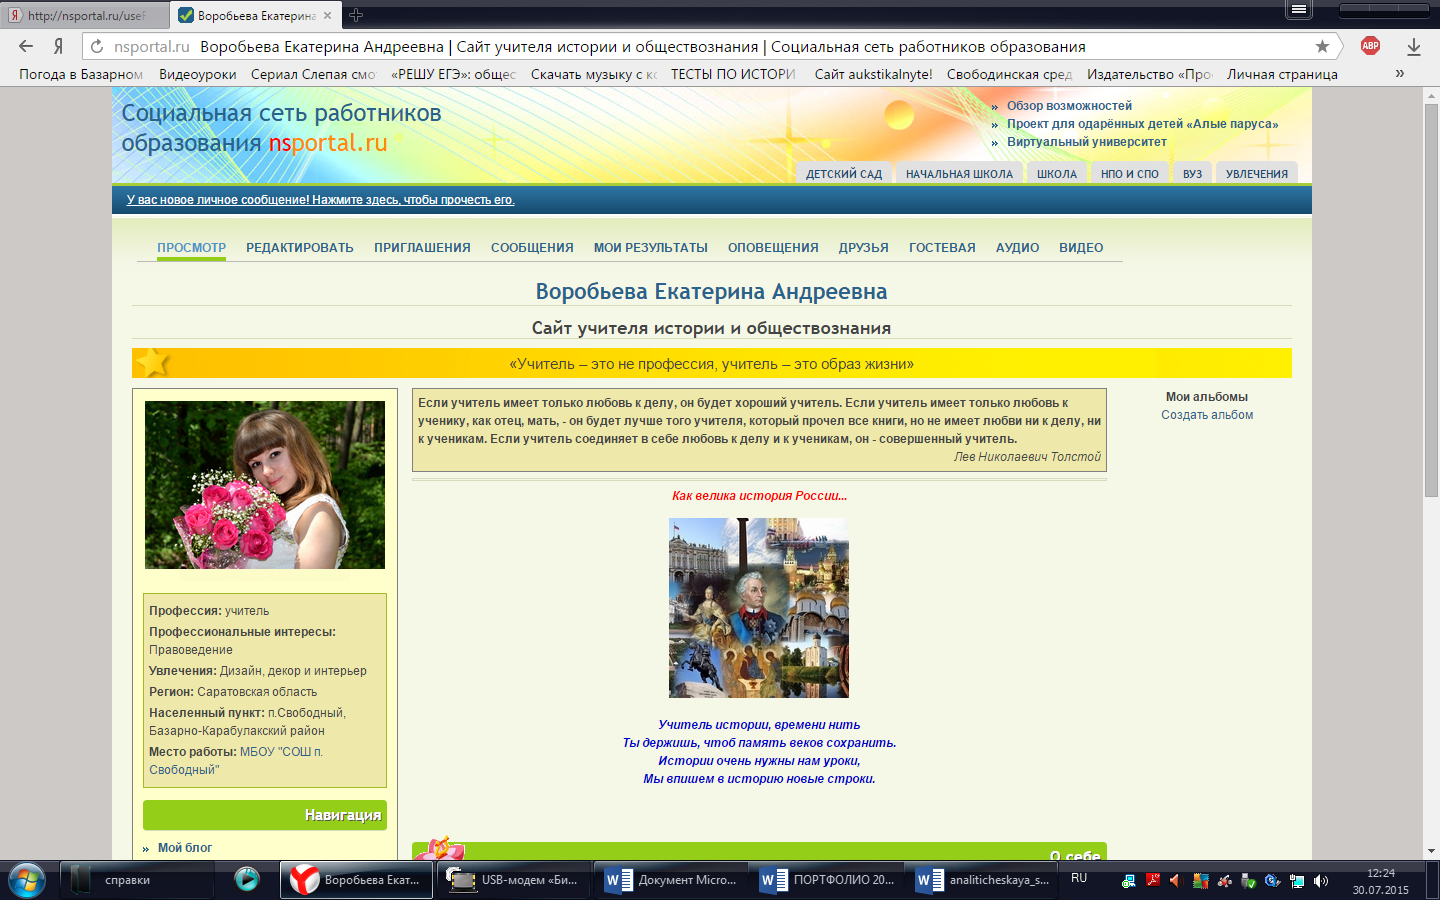 http://nsportal.ru/user
Воробьева Екатерина
nsportal.ru Воробьева Екатерина Андреевна | Сайт учителя истории и обществознания | Социальная сеть работников образования
ABP
Погода в Базарном Видеоуроки Сериал Слепая смо «РЕШУ ЕГЭ»: общес Скачать музыку с ко ТЕСТЫ ПО ИСТОРИ Сайт aukstikalnyte! Свободинская сред Издательство «Про Личная страница »
Социальная сеть работников
образования nsportal.ru
» Обзор возможностей
» Проект для одарённых детей «Алые паруса»
» Виртуальный университет
ДЕТСКИЙ САД НАЧАЛЬНАЯ ШКОЛА ШКОЛА НПО И СПО ВУЗ УВЛЕЧЕНИЯ
У вас новое личное сообщение! Нажмите здесь, чтобы прочесть его.
ПРОСМОТР РЕДАКТИРОВАТЬ ПРИГЛАШЕНИЯ СООБЩЕНИЯ МОИ РЕЗУЛЬТАТЫ ОПОВЕЩЕНИЯ ДРУЗЬЯ ГОСТЕВАЯ АУДИО ВИДЕО
Воробьева Екатерина Андреевна
Сайт учителя истории и обществознания
«Учитель – это не профессия, учитель – это образ жизни»
Профессия: учитель
Профессиональные интересы:
Правоведение
Увлечения: Дизайн, декор и интерьер
Регион: Саратовская область
Населенный пункт: п.Свободный,
Базарно-Карабулакский район
Место работы: МБОУ "СОШ п.
Свободный"
Навигация
» Мой блог
Если учитель имеет только любовь к делу, он будет хороший учитель. Если учитель имеет только любовь к
ученику, как отец, мать, - он будет лучше того учителя, который прочел все книги, но не имеет любви ни к делу, ни
к ученикам. Если учитель соединяет в себе любовь к делу и к ученикам, он - совершенный учитель.
Лев Николаевич Толстой
Как велика история России...
Учитель истории, времени нить
Ты держишь, чтоб память веков сохранить.
Истории очень нужны нам уроки,
Мы впишем в историю новые строки.
О себе
Мои альбомы
Создать альбом
справки
Воробьева Екат...
USB-модем «Би...
Документ Micro...
ПОРТФОЛИО 20...
analiticheskaya_s...
RU
12:24
30.07.2015